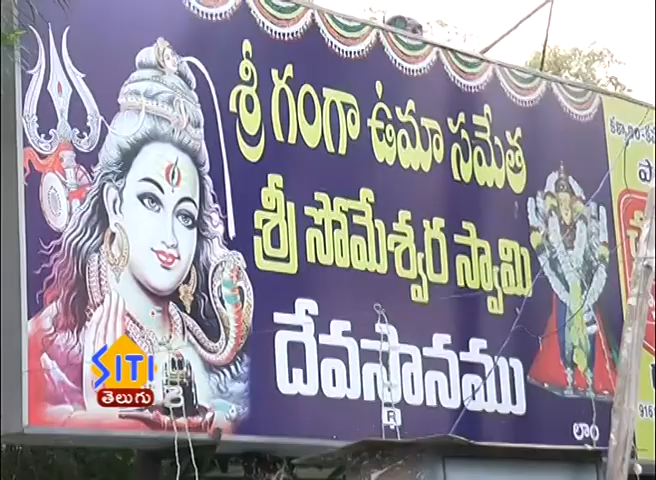 శ్రీ గంగా ఉమా సమేత
శ్రీ సోమేశ్వర స్వామి
దేవస్థానము
లాం
SITI
తెలుగు
R